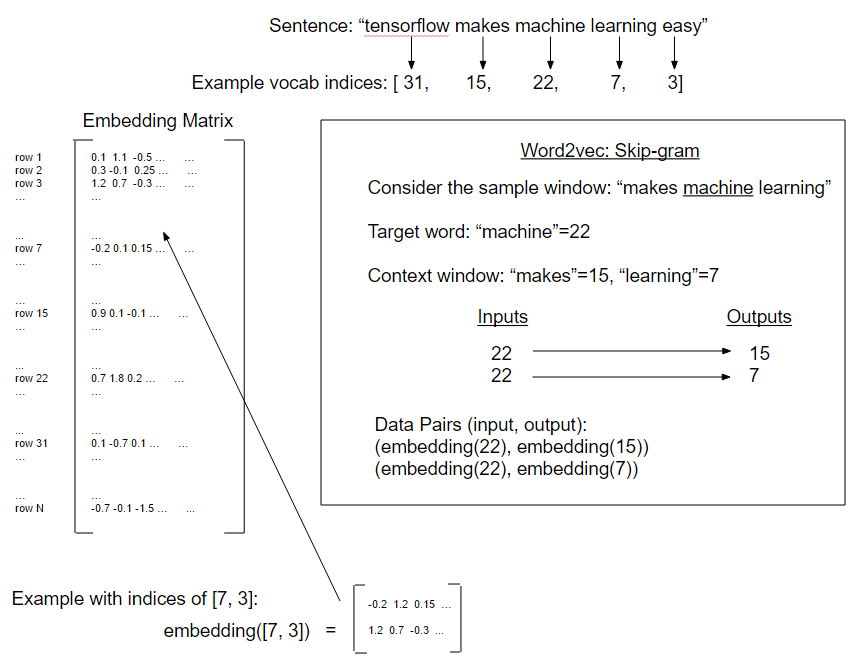 Sentence: “tensorflow makes machine learning easy”
Example vocab indices: [ 31, 15, 22, 7, 3]
Embedding Matrix
row 1 0.1 1.1 -0.5 ... ...
row 2 0.3 -0.1 0.25 ... ...
row 3 1.2 0.7 -0.3 ... ...
... ...
... ...
row 7 -0.2 0.1 0.15 ... ...
... ...
... ...
row 15 0.9 0.1 -0.1 ... ...
... ...
... ...
row 22 0.7 1.8 0.2 ... ...
... ...
... ...
row 31 0.1 -0.7 0.1 ... ...
... ...
... ...
row N -0.7 -0.1 -1.5 ... ...
Word2vec: Skip-gram
Consider the sample window: “makes machine learning”
Target word: “machine”=22
Context window: “makes”=15, “learning”=7
Inputs Outputs
22 15
22 7
Data Pairs (input, output):
(embedding(22), embedding(15))
(embedding(22), embedding(7))
Example with indices of [7, 3]:
embedding([7, 3]) =
-0.2 1.2 0.15 ...
1.2 0.7 -0.3 ...